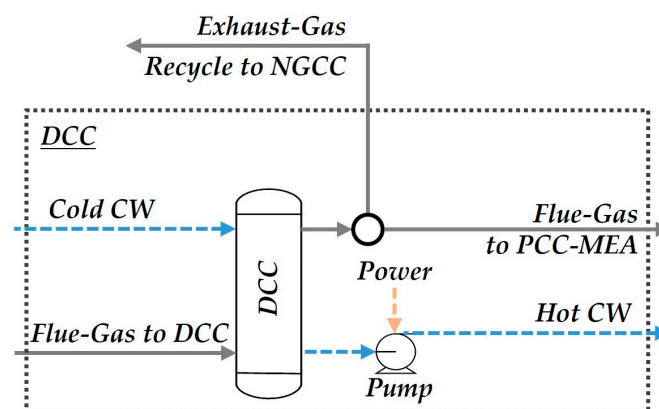 Exhaust-Gas
Recycle to NGCC
DCC
Cold CW
Flue-Gas
to PCC-MEA
DCC
Power
Hot CW
Flue-Gas to DCC
Pump